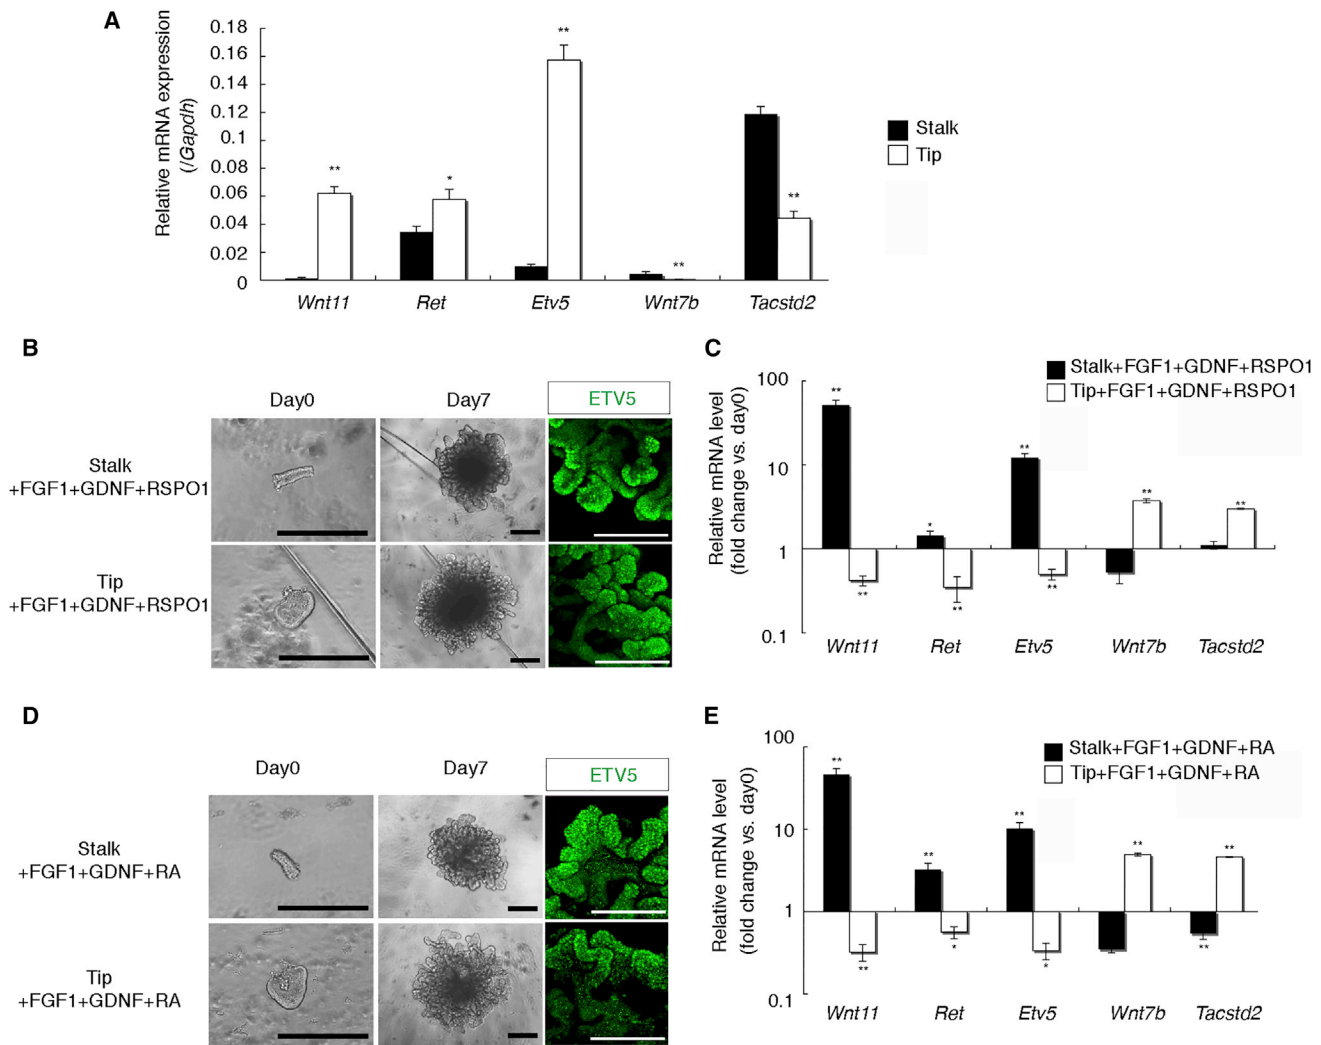 A
Relative mRNA expression
(/Gapdh)
0.18
0.16
0.14
0.12
0.1
0.08
0.06
0.04
0.02
0
**
*
**
**
**
Wnt11 Ret Etv5 Wnt7b Tacstd2
Stalk
Tip
B
Day0 Day7 ETV5
Stalk
+FGF1+GDNF+RSPO1
Tip
+FGF1+GDNF+RSPO1
C
Stalk+FGF1+GDNF+RSPO1
Tip+FGF1+GDNF+RSPO1
Relative mRNA level
(fold change vs. day0)
100
10
1
0.1
** * ** ** **
** ** **
Wnt11 Ret Etv5 Wnt7b Tacstd2
D
Day0 Day7 ETV5
Stalk
+FGF1+GDNF+RA
Tip
+FGF1+GDNF+RA
E
Stalk+FGF1+GDNF+RA
Tip+FGF1+GDNF+RA
Relative mRNA level
(fold change vs. day0)
100
10
1
0.1
** ** ** ** **
** * * **
Wnt11 Ret Etv5 Wnt7b Tacstd2